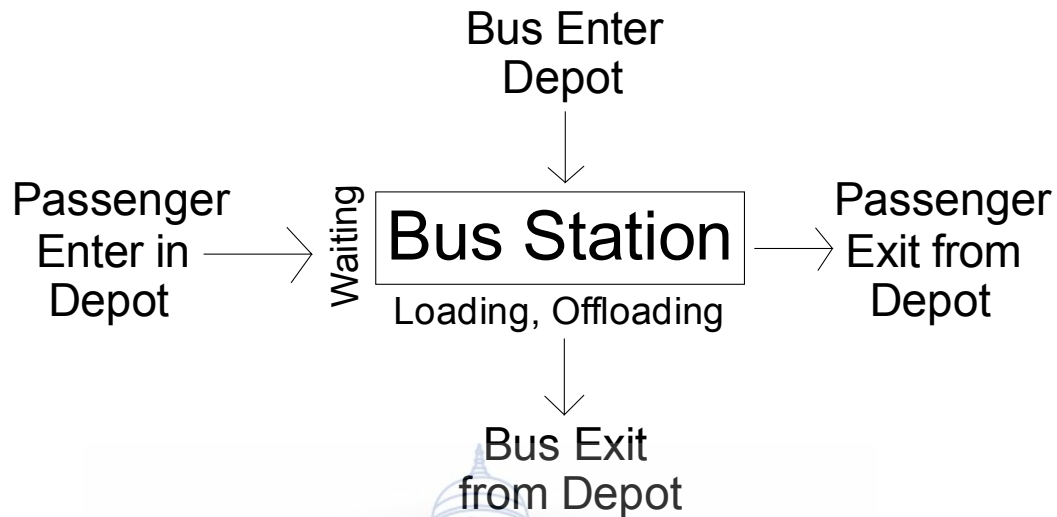 Bus Enter
Depot
Passenger
Enter in
Depot
Waiting
Bus Station
Loading, Offloading
Passenger
Exit from
Depot
Bus Exit
from Depot